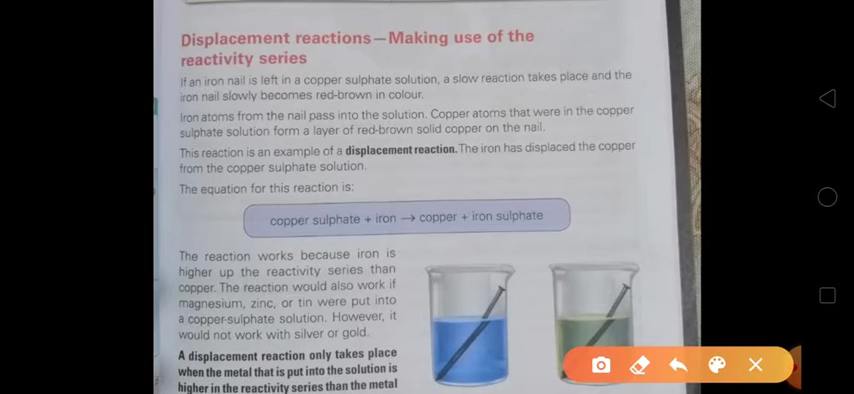 Displacement reactions—Making use of the
reactivity series
If an iron nail is left in a copper sulphate solution, a slow reaction takes place and the
iron nail slowly becomes red-brown in colour.
Iron atoms from the nail pass into the solution. Copper atoms that were in the copper
sulphate solution form a layer of red-brown solid copper on the nail.
This reaction is an example of a displacement reaction. The iron has displaced the copper
from the copper sulphate solution.
The equation for this reaction is:
copper sulphate + iron → copper + iron sulphate
The reaction works because iron is
higher up the reactivity series than
copper. The reaction would also work if
magnesium, zinc, or tin were put into
a copper-sulphate solution. However, it
would not work with silver or gold.
A displacement reaction only takes place
when the metal that is put into the solution is
higher in the reactivity series than the metal